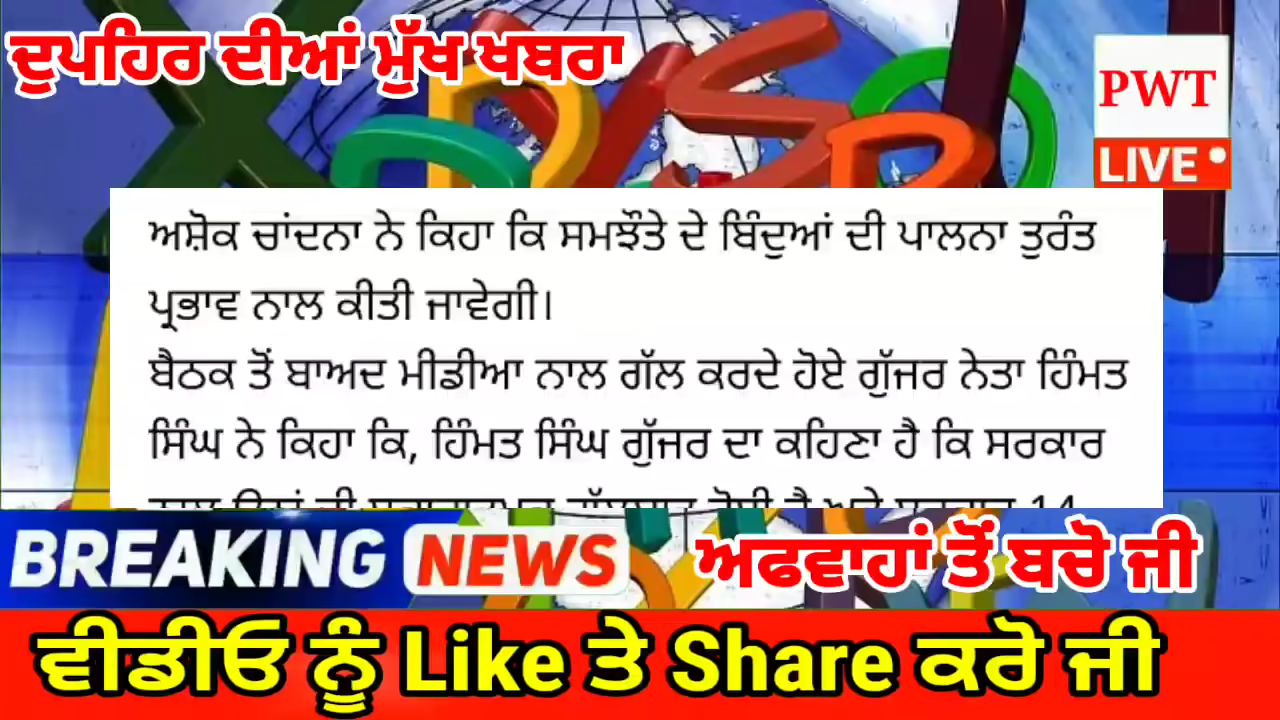 ਦੁਪਹਿਰ ਦੀਆਂ ਮੁੱਖ ਖਬਰਾ
PWT
LIVE
ਅਸ਼ੋਕ ਚਾਂਦਨਾ ਨੇ ਕਿਹਾ ਕਿ ਸਮਝੌਤੇ ਦੇ ਬਿੰਦੁਆਂ ਦੀ ਪਾਲਨਾ ਤੁਰੰਤ
ਪ੍ਰਭਾਵ ਨਾਲ ਕੀਤੀ ਜਾਵੇਗੀ।
ਬੈਠਕ ਤੋਂ ਬਾਅਦ ਮੀਡੀਆ ਨਾਲ ਗੱਲ ਕਰਦੇ ਹੋਏ ਗੁੱਜਰ ਨੇਤਾ ਹਿੰਮਤ
ਸਿੰਘ ਨੇ ਕਿਹਾ ਕਿ, ਹਿੰਮਤ ਸਿੰਘ ਗੁੱਜਰ ਦਾ ਕਹਿਣਾ ਹੈ ਕਿ ਸਰਕਾਰ
BREAKING NEWS
ਅਫਵਾਹਾਂ ਤੋਂ ਬਚੋ ਜੀ
ਵੀਡੀਓ ਨੂੰ Like ਤੇ Share ਕਰੋ ਜੀ